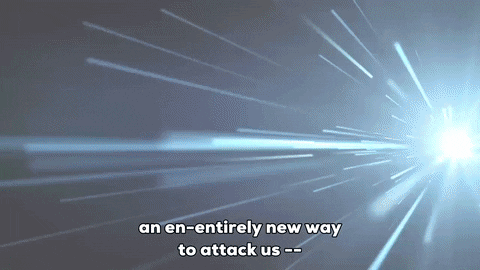 an en-entirely new way
to attack us --